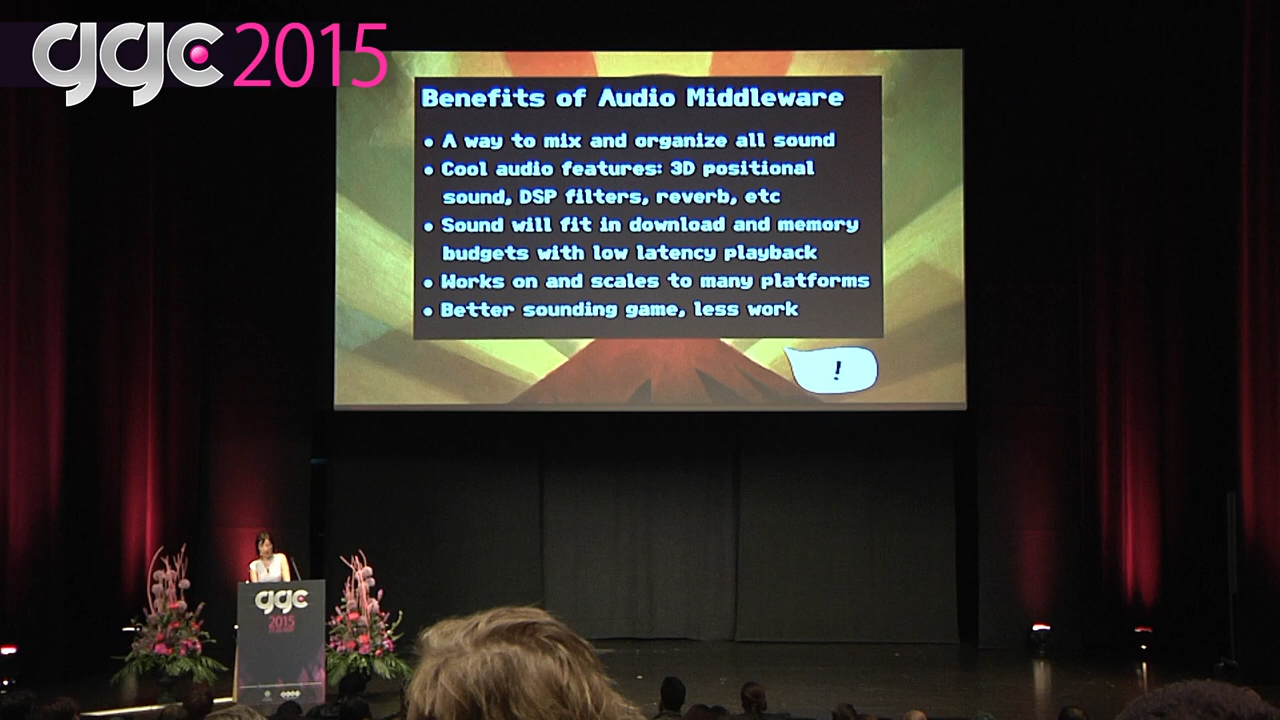 ggc 2015
Benefits of Audio Middleware
• A way to mix and organize all sound
• Cool audio features: 3D positional
sound, DSP filters, reverb, etc
• Sound will fit in download and memory
budgets with low latency playback
• Works on and scales to many platforms
• Better sounding game, less work
!
ggc
2015